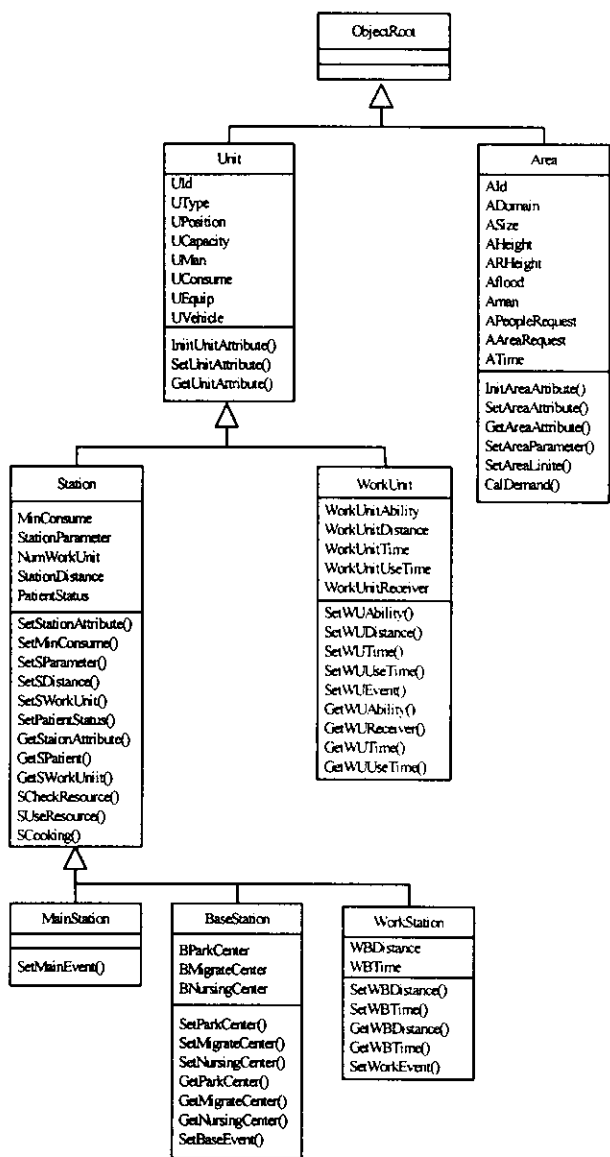 ObjectRoot
Unit
UId
UType
UPosition
UCapacity
UMan
UConsume
UEquip
UVehicle
InitUnitAttribute()
SetUnitAttribute()
GetUnitAttribute()
Area
AId
ADomain
ASize
AHeight
ARHeight
Aflood
Aman
APeopleRequest
AAreaRequest
ATime
InitAreaAttibute()
SetAreaAttribute()
GetAreaAttribute()
SetAreaParameter()
SetAreaLinite()
CalDemand()
Station
MinConsume
StationParameter
NumWorkUnit
StationDistance
PatientStatus
SetStationAttribute()
SetMinConsume()
SetSParameter()
SetSDistance()
SetSWorkUnit()
SetPatientStatus()
GetStaionAttribute()
GetSPatient()
GetSWorkUniit()
SCheckResource()
SUseResource()
SCooking()
WorkUnit
WorkUnitAbility
WorkUnitDistance
WorkUnitTime
WorkUnitUseTime
WorkUnitReceiver
SetWUAbility()
SetWUDistance()
SetWUTime()
SetWUUseTime()
SetWUEvent()
GetWUAbility()
GetWUReceiver()
GetWUTime()
GetWUUseTime()
MainStation
SetMainEvent()
BaseStation
BParkCenter
BMigrateCenter
BNursingCenter
SetParkCenter()
SetMigrateCenter()
SetNursingCenter()
GetParkCenter()
GetMigrateCenter()
GetNursingCenter()
SetBaseEvent()
WorkStation
WBDistance
WBTime
SetWBDistance()
SetWBTime()
GetWBDistance()
GetWBTime()
SetWorkEvent()